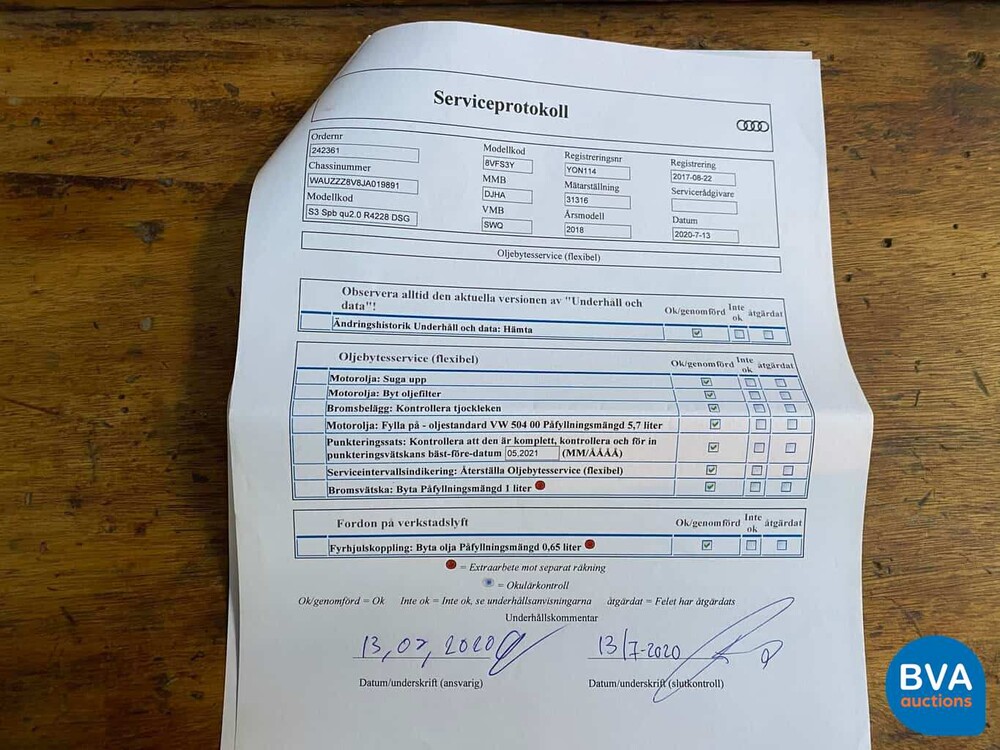 Serviceprotokoll
Ordernr
242361
Chassinummer
WAUZZZ8V8JA019891
Modellkod
S3 Spb qu2.0 R4228 DSG
Modellkod
8VFS3Y
MMB
DJHA
VMB
SWQ
Registreringsnr
YON114
Mätarställning
31316
Årsmodell
2018
Registrering
2017-08-22
Servicerådgivare
Datum
2020-7-13
Oljebytesservice (flexibel)
Observera alltid den aktuella versionen av "Underhåll och
data"!
Ok/genomförd Inte ok åtgärdat
Ändringshistorik Underhåll och data: Hämta
Oljebytesservice (flexibel) Ok/genomförd Inte ok åtgärdat
Motorolja: Suga upp
Motorolja: Byt oljefilter
Bromsbelägg: Kontrollera tjockleken
Motorolja: Fylla på - oljestandard VW 504 00 Påfyllningsmängd 5,7 liter
Punkteringssats: Kontrollera att den är komplett, kontrollera och för in
punkteringsvätskans bäst-före-datum 05.2021 (MM/ÅÅÅÅ)
Serviceintervallsindikering: Återställa Oljebytesservice (flexibel)
Bromsvätska: Byta Påfyllningsmängd 1 liter
Fordon på verkstadslyft Ok/genomförd Inte ok åtgärdat
Fyrhjulskoppling: Byta olja Påfyllningsmängd 0,65 liter
= Extraarbete mot separat räkning
= Okulärkontroll
Ok/genomförd = Ok Inte ok = Inte ok, se underhållsanvisningarna åtgärdat = Felet har åtgärdats
Underhållskommentar
13,07,2020 13/7-2020
Datum/underskrift (ansvarig) Datum/underskrift (slutkontroll)
BVA
auctions